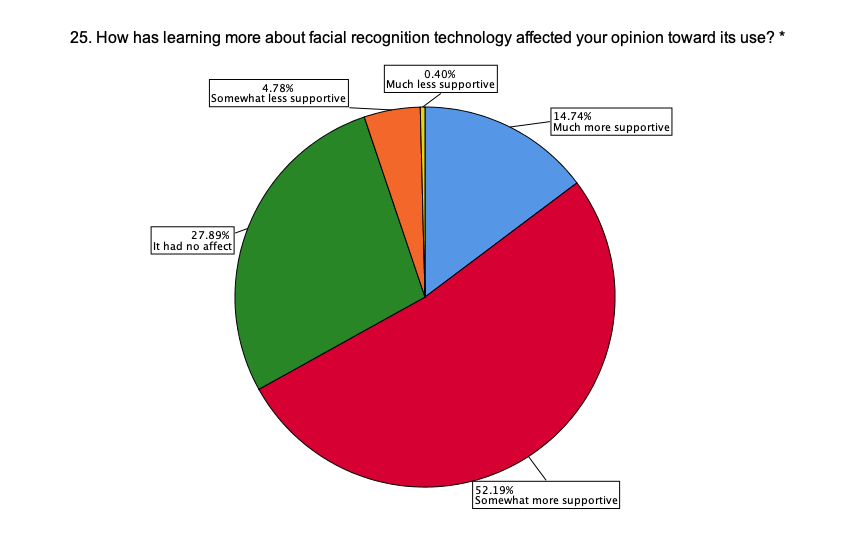 25. How has learning more about facial recognition technology affected your opinion toward its use? *
0.40%
Much less supportive
4.78%
Somewhat less supportive
14.74%
Much more supportive
27.89%
It had no affect
52.19%
Somewhat more supportive